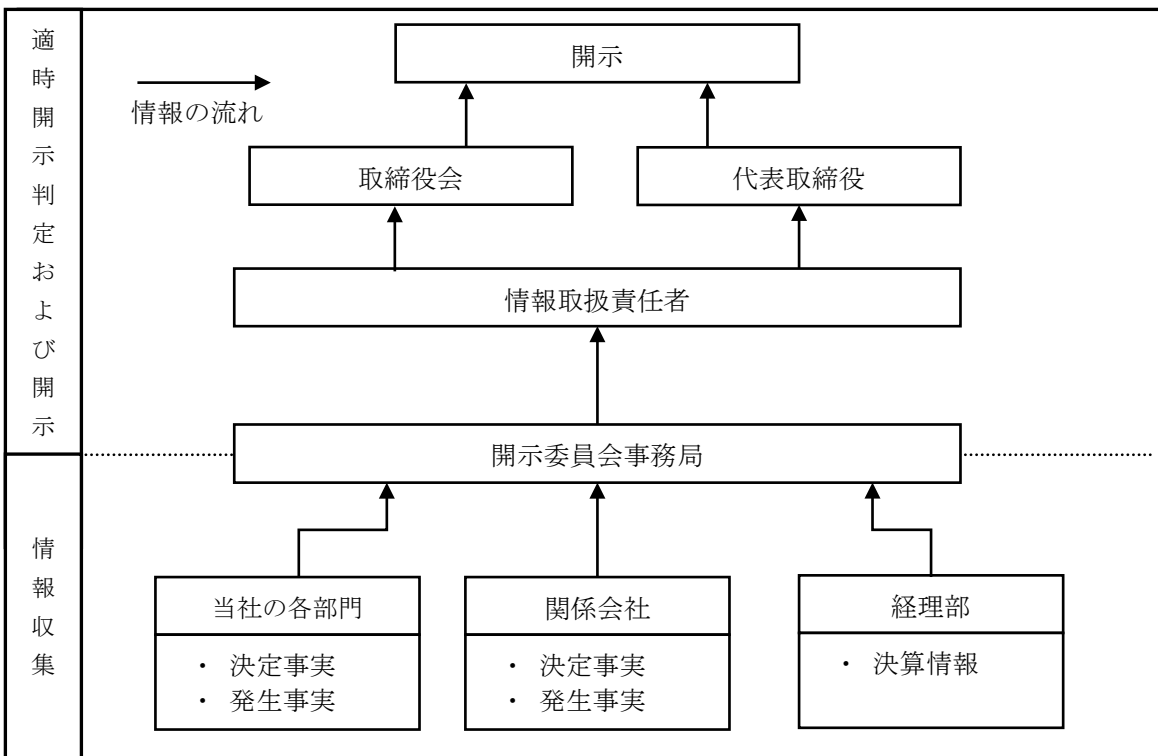 適時開示判定および開示
開示
情報の流れ
取締役会
代表取締役
情報取扱責任者
開示委員会事務局
情報収集
当社の各部門
・ 決定事実
・ 発生事実
関係会社
・ 決定事実
・ 発生事実
経理部
・ 決算情報